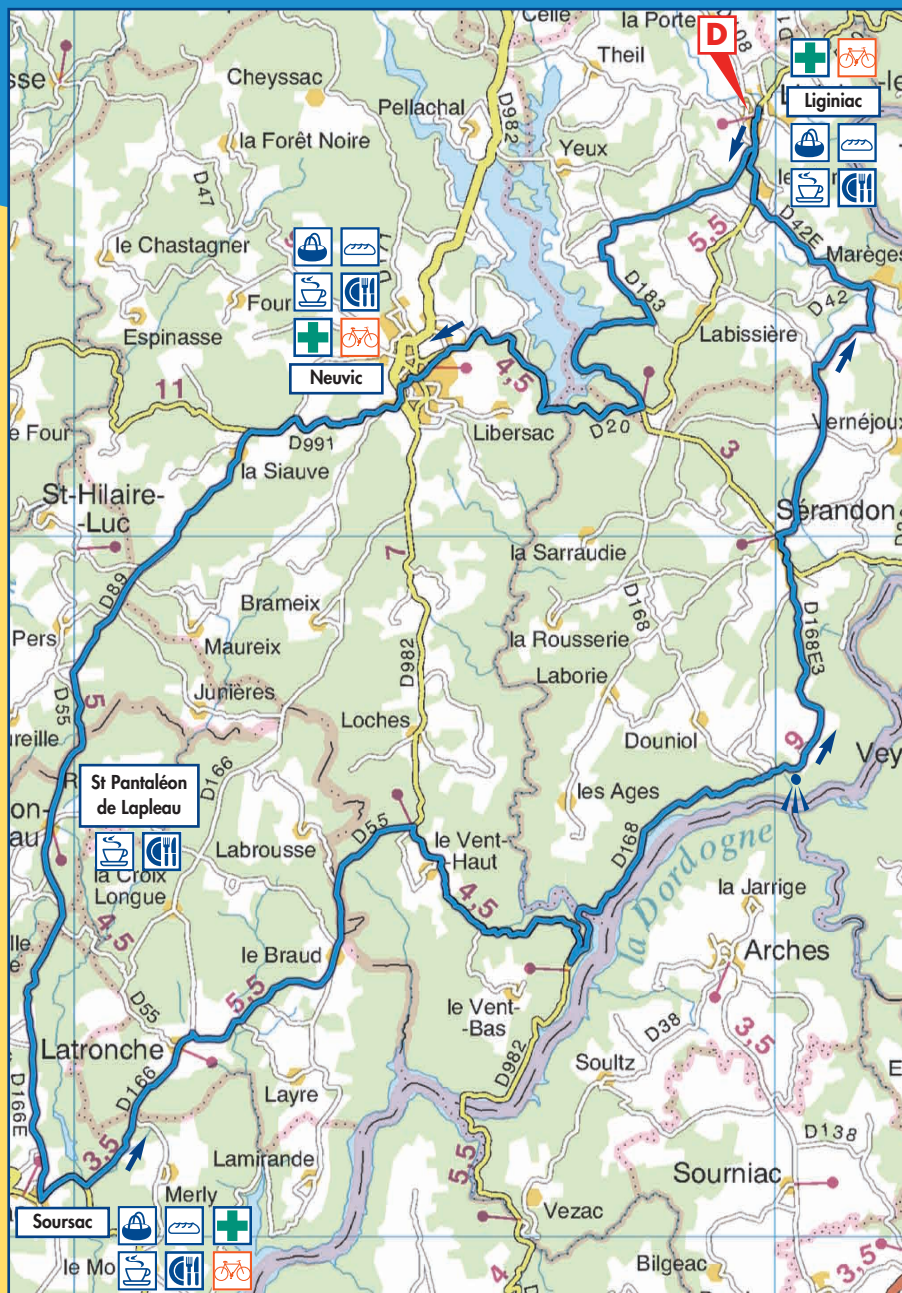 Celle
la Porte
D
Theil
Cheyssac
D982
Liginiac
Pellachal
la Forêt Noire
Yeux
D47
D42E
5,5
le Chastagner
Marèges
D183
D42
Four
Espinasse
Labissière
Neuvic
11
4,5
D20
Vernéjoux
e Four
D991
Libersac
3
la Siauve
St-Hilaire-
-Luc
Sérandon
7
la Sarraudie
D89
Brameix
D168
D168E3
Pers
Maureix
la Rousserie
D982
5
D55
Junières
Laborie
Loches
Douniol
ureille
9
Vey
St Pantaléon
de Lapleau
D166
les Ages
on-
au
D55
le Vent-
-Haut
D168
Labrousse
la Dordogne
la Croix
Longue
la Jarrige
4,5
4,5
le Braud
Arches
5,5
le Vent-
-Bas
D55
D982
D38
3,5
Latronche
Soultz
D166
Layre
D166E
5,5
D138
3,5
Lamirande
Sourniac
Merly
Soursac
Vezac
le Mo
4
Bilgeac
3,5